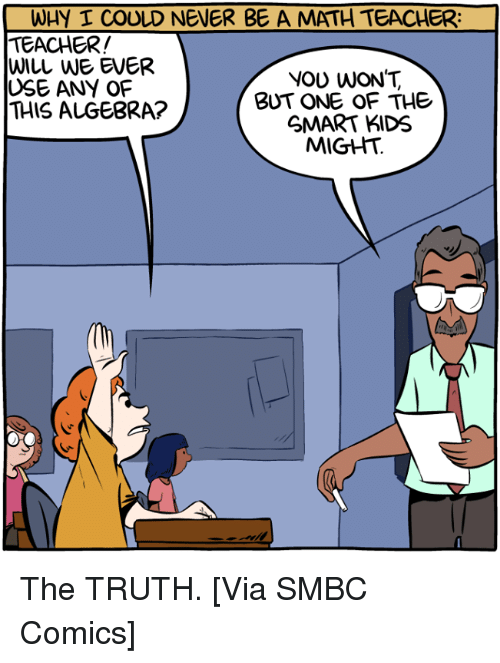 WHY I COULD NEVER BE A MATH TEACHER:
TEACHER!
WILL WE EVER
USE ANY OF
THIS ALGEBRA?
YOU WON'T,
BUT ONE OF THE
SMART KIDS
MIGHT.
The TRUTH. [Via SMBC
Comics]